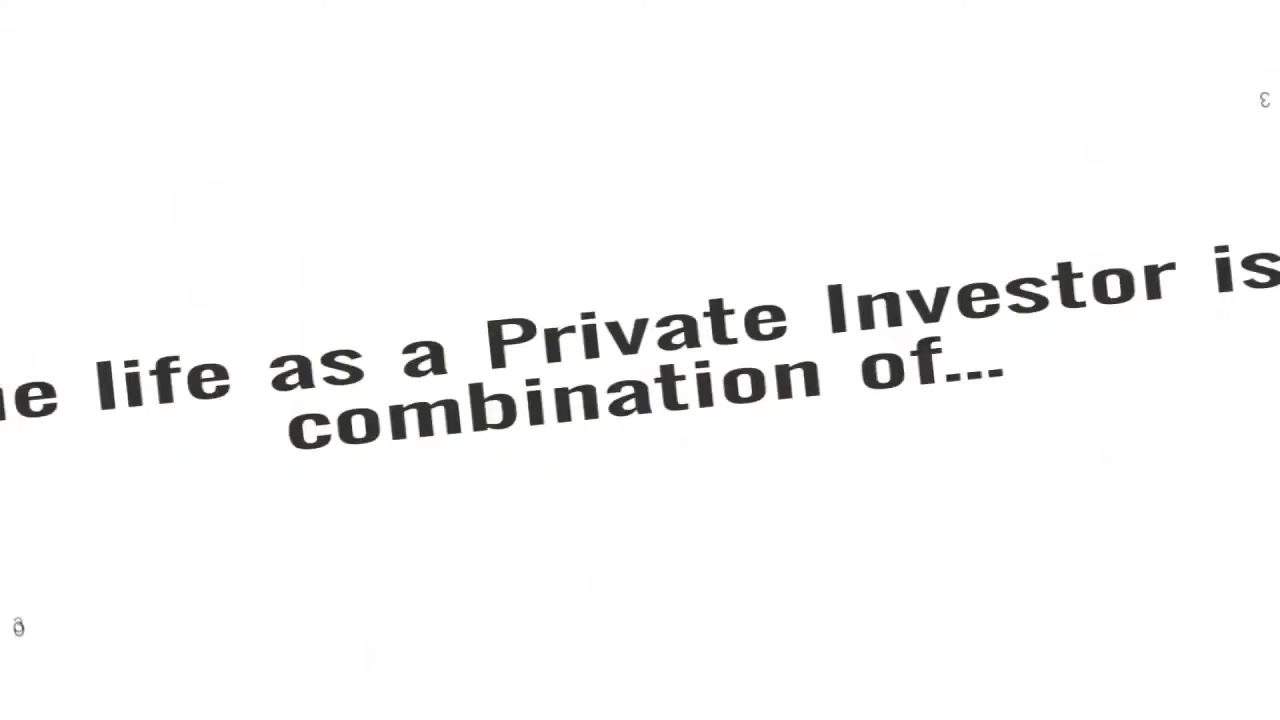 life as a Private Investor is
combination of...